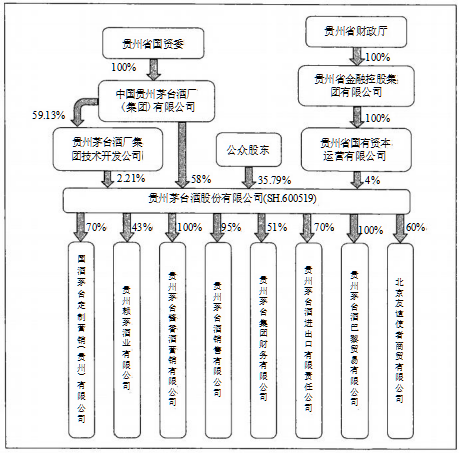 贵州省国资委
贵州省财政厅
100%
100%
中国贵州茅台酒厂
(集团)有限公司
贵州省金融控股集
团有限公司
59.13%
100%
贵州茅台酒厂集
团技术开发公司
公众股东
贵州省国有资本
运营有限公司
2.21%
58%
35.79%
4%
贵州茅台酒股份有限公司(SH.600519)
70%
43%
100%
95%
51%
70%
100%
60%
国酒茅台定制营销(贵州)有限公司
贵州赖茅酒业有限公司
贵州茅台酱香酒营销有限公司
贵州茅台酒销售有限公司
贵州茅台集团财务有限公司
贵州茅台酒进出口有限责任公司
贵州茅台酒巴黎贸易有限公司
北京友谊使者商贸有限公司